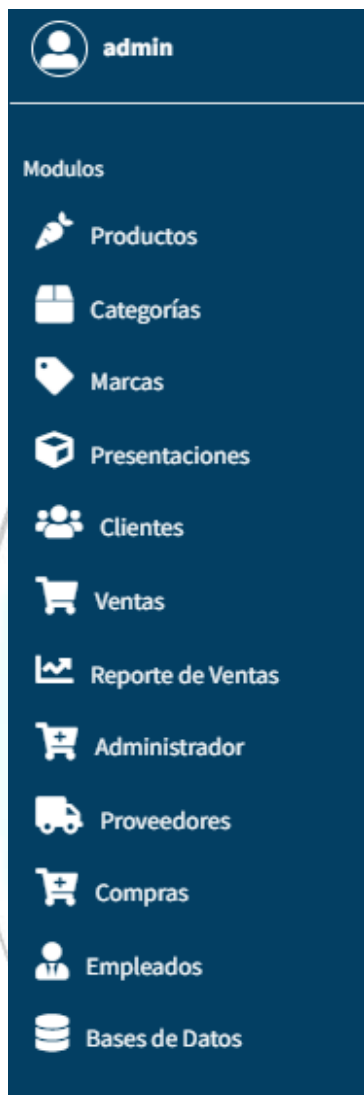 admin
Modulos
Productos
Categorías
Marcas
Presentaciones
Clientes
Ventas
Reporte de Ventas
Administrador
Proveedores
Compras
Empleados
Bases de Datos